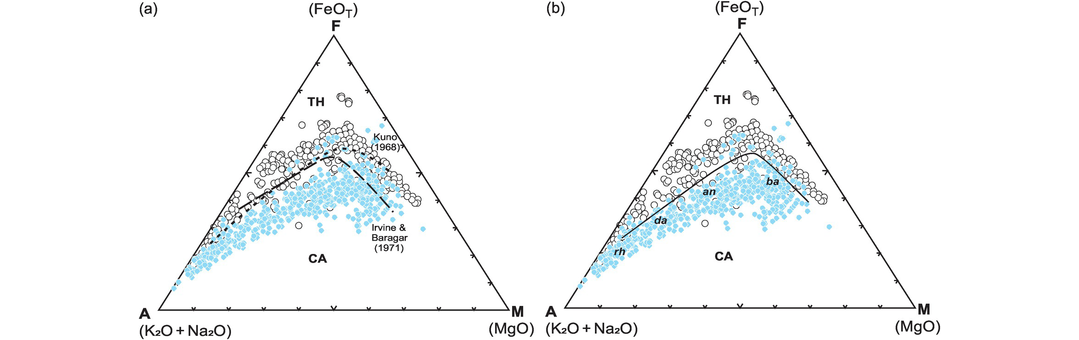 (a)
(FeOT)
F
TH
Kuno
(1968)
Irvine &
Baragar
(1971)
CA
A
M
(K₂O + Na₂O)
(MgO)
(b)
(FeOT)
F
TH
an
ba
da
rh
CA
A
M
(K₂O + Na₂O)
(MgO)